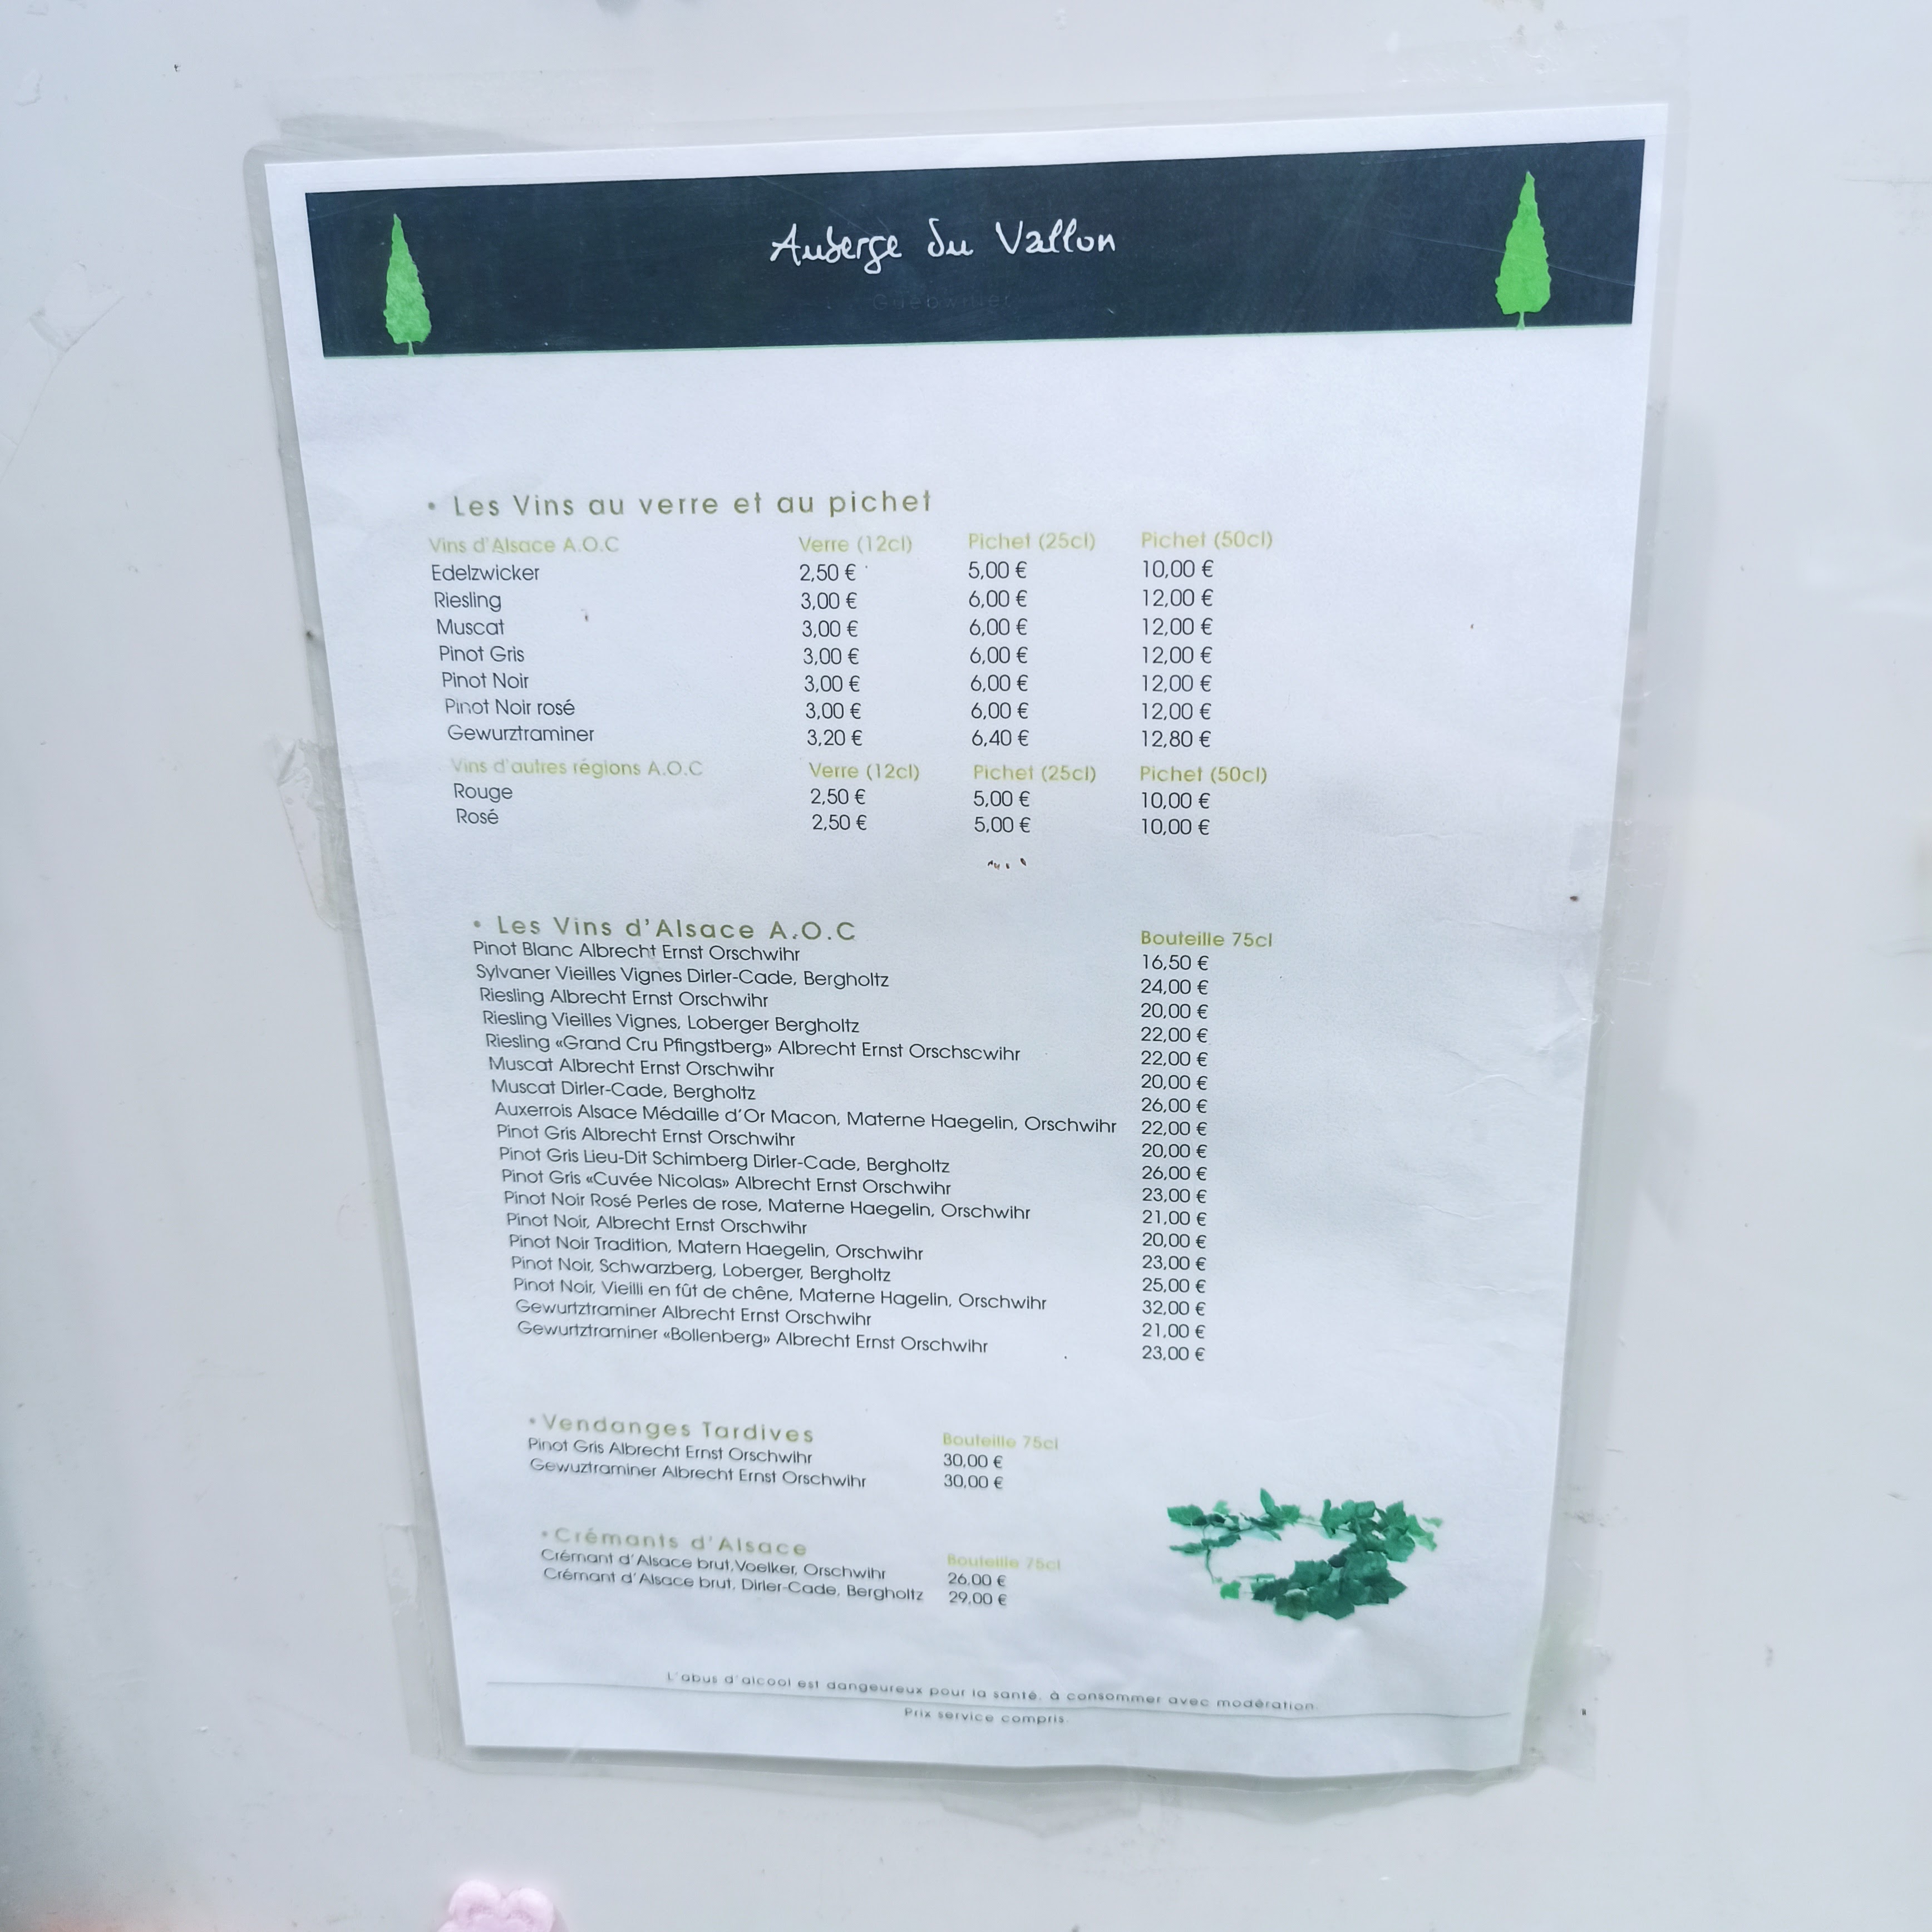 Auberge du Vallon
Guebwiller
• Les Vins au verre et au pichet
Vins d'Alsace A.O.C Verre (12cl) Pichet (25cl) Pichet (50cl)
Edelzwicker 2,50 € 5,00 € 10,00 €
Riesling 3,00 € 6,00 € 12,00 €
Muscat 3,00 € 6,00 € 12,00 €
Pinot Gris 3,00 € 6,00 € 12,00 €
Pinot Noir 3,00 € 6,00 € 12,00 €
Pinot Noir rosé 3,00 € 6,00 € 12,00 €
Gewurztraminer 3,20 € 6,40 € 12,80 €
Vins d'autres régions A.O.C Verre (12cl) Pichet (25cl) Pichet (50cl)
Rouge 2,50 € 5,00 € 10,00 €
Rosé 2,50 € 5,00 € 10,00 €
• Les Vins d'Alsace A.O.C Bouteille 75cl
Pinot Blanc Albrecht Ernst Orschwihr 16,50 €
Sylvaner Vieilles Vignes Dirler-Cade, Bergholtz 24,00 €
Riesling Albrecht Ernst Orschwihr 20,00 €
Riesling Vieilles Vignes, Loberger Bergholtz 22,00 €
Riesling «Grand Cru Pfingstberg» Albrecht Ernst Orschscwihr 22,00 €
Muscat Albrecht Ernst Orschwihr 20,00 €
Muscat Dirler-Cade, Bergholtz 26,00 €
Auxerrois Alsace Médaille d'Or Macon, Materne Haegelin, Orschwihr 22,00 €
Pinot Gris Albrecht Ernst Orschwihr 20,00 €
Pinot Gris Lieu-Dit Schimberg Dirler-Cade, Bergholtz 26,00 €
Pinot Gris «Cuvée Nicolas» Albrecht Ernst Orschwihr 23,00 €
Pinot Noir Rosé Perles de rose, Materne Haegelin, Orschwihr 21,00 €
Pinot Noir, Albrecht Ernst Orschwihr 20,00 €
Pinot Noir Tradition, Matern Haegelin, Orschwihr 23,00 €
Pinot Noir, Schwarzberg, Loberger, Bergholtz 25,00 €
Pinot Noir, Vieilli en fût de chêne, Materne Hagelin, Orschwihr 32,00 €
Gewurtztraminer Albrecht Ernst Orschwihr 21,00 €
Gewurtztraminer «Bollenberg» Albrecht Ernst Orschwihr 23,00 €
• Vendanges Tardives Bouteille 75cl
Pinot Gris Albrecht Ernst Orschwihr 30,00 €
Gewuztraminer Albrecht Ernst Orschwihr 30,00 €
• Crémants d'Alsace Bouteille 75cl
Crémant d'Alsace brut,Voelker, Orschwihr 26,00 €
Crémant d'Alsace brut, Dirler-Cade, Bergholtz 29,00 €
L'abus d'alcool est dangeureux pour la santé, à consommer avec modération.
Prix service compris.